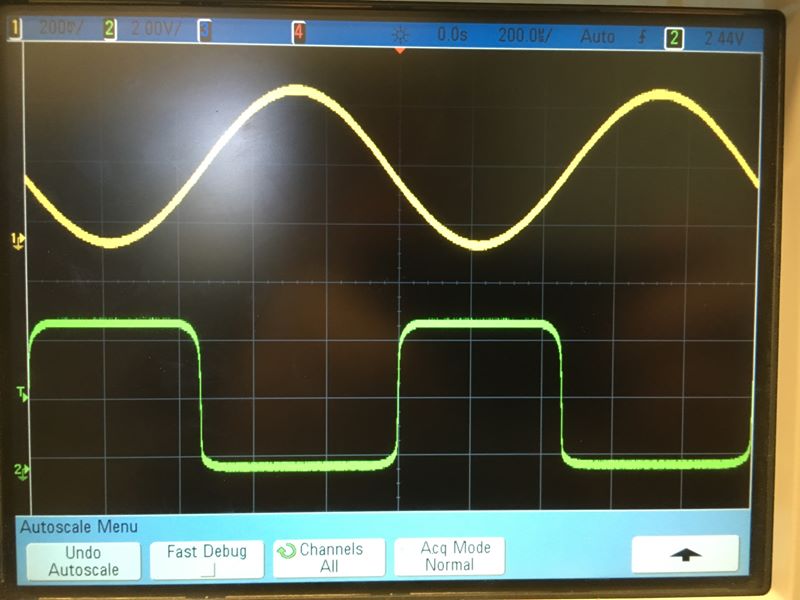 1 200mV/ 2 2.00V/ 3 4 0.0s 200.0μ/ Auto 2 2.44V
1
T
2
Autoscale Menu
Undo Autoscale
Fast Debug
Channels All
Acq Mode Normal